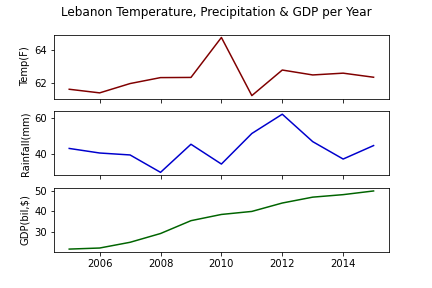 Lebanon Temperature, Precipitation & GDP per Year
Temp(F)
64
62
Rainfall(mm)
60
40
GDP(bil,$)
50
40
30
2006 2008 2010 2012 2014